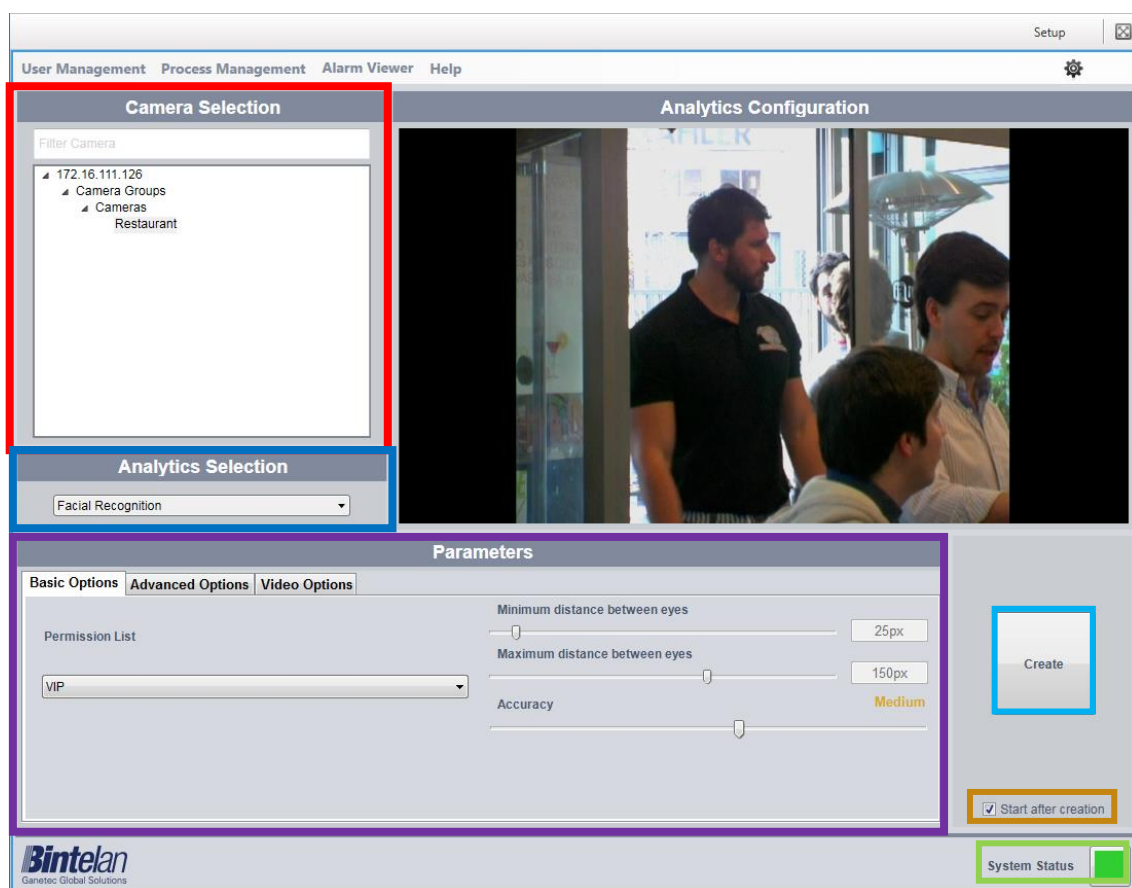 Setup
User Management Process Management Alarm Viewer Help
Camera Selection
Analytics Configuration
Filter Camera
172.16.111.126
Camera Groups
Cameras
Restaurant
Analytics Selection
Facial Recognition
Parameters
Basic Options Advanced Options Video Options
Permission List
VIP
Minimum distance between eyes
25px
Maximum distance between eyes
150px
Accuracy
Medium
Create
Start after creation
Bintelan
Ganetec Global Solutions
System Status